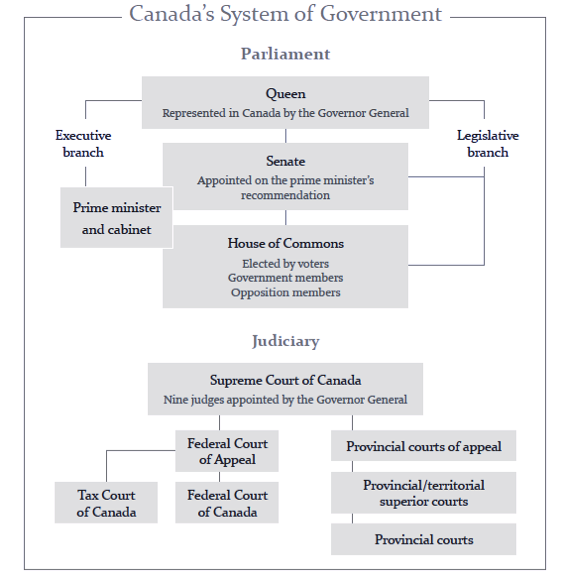 Canada's System of Government
Parliament
Queen
Represented in Canada by the Governor General
Executive
branch
Legislative
branch
Senate
Appointed on the prime minister's
recommendation
Prime minister
and cabinet
House of Commons
Elected by voters
Government members
Opposition members
Judiciary
Supreme Court of Canada
Nine judges appointed by the Governor General
Federal Court
of Appeal
Provincial courts of appeal
Tax Court
of Canada
Federal Court
of Canada
Provincial/territorial
superior courts
Provincial courts